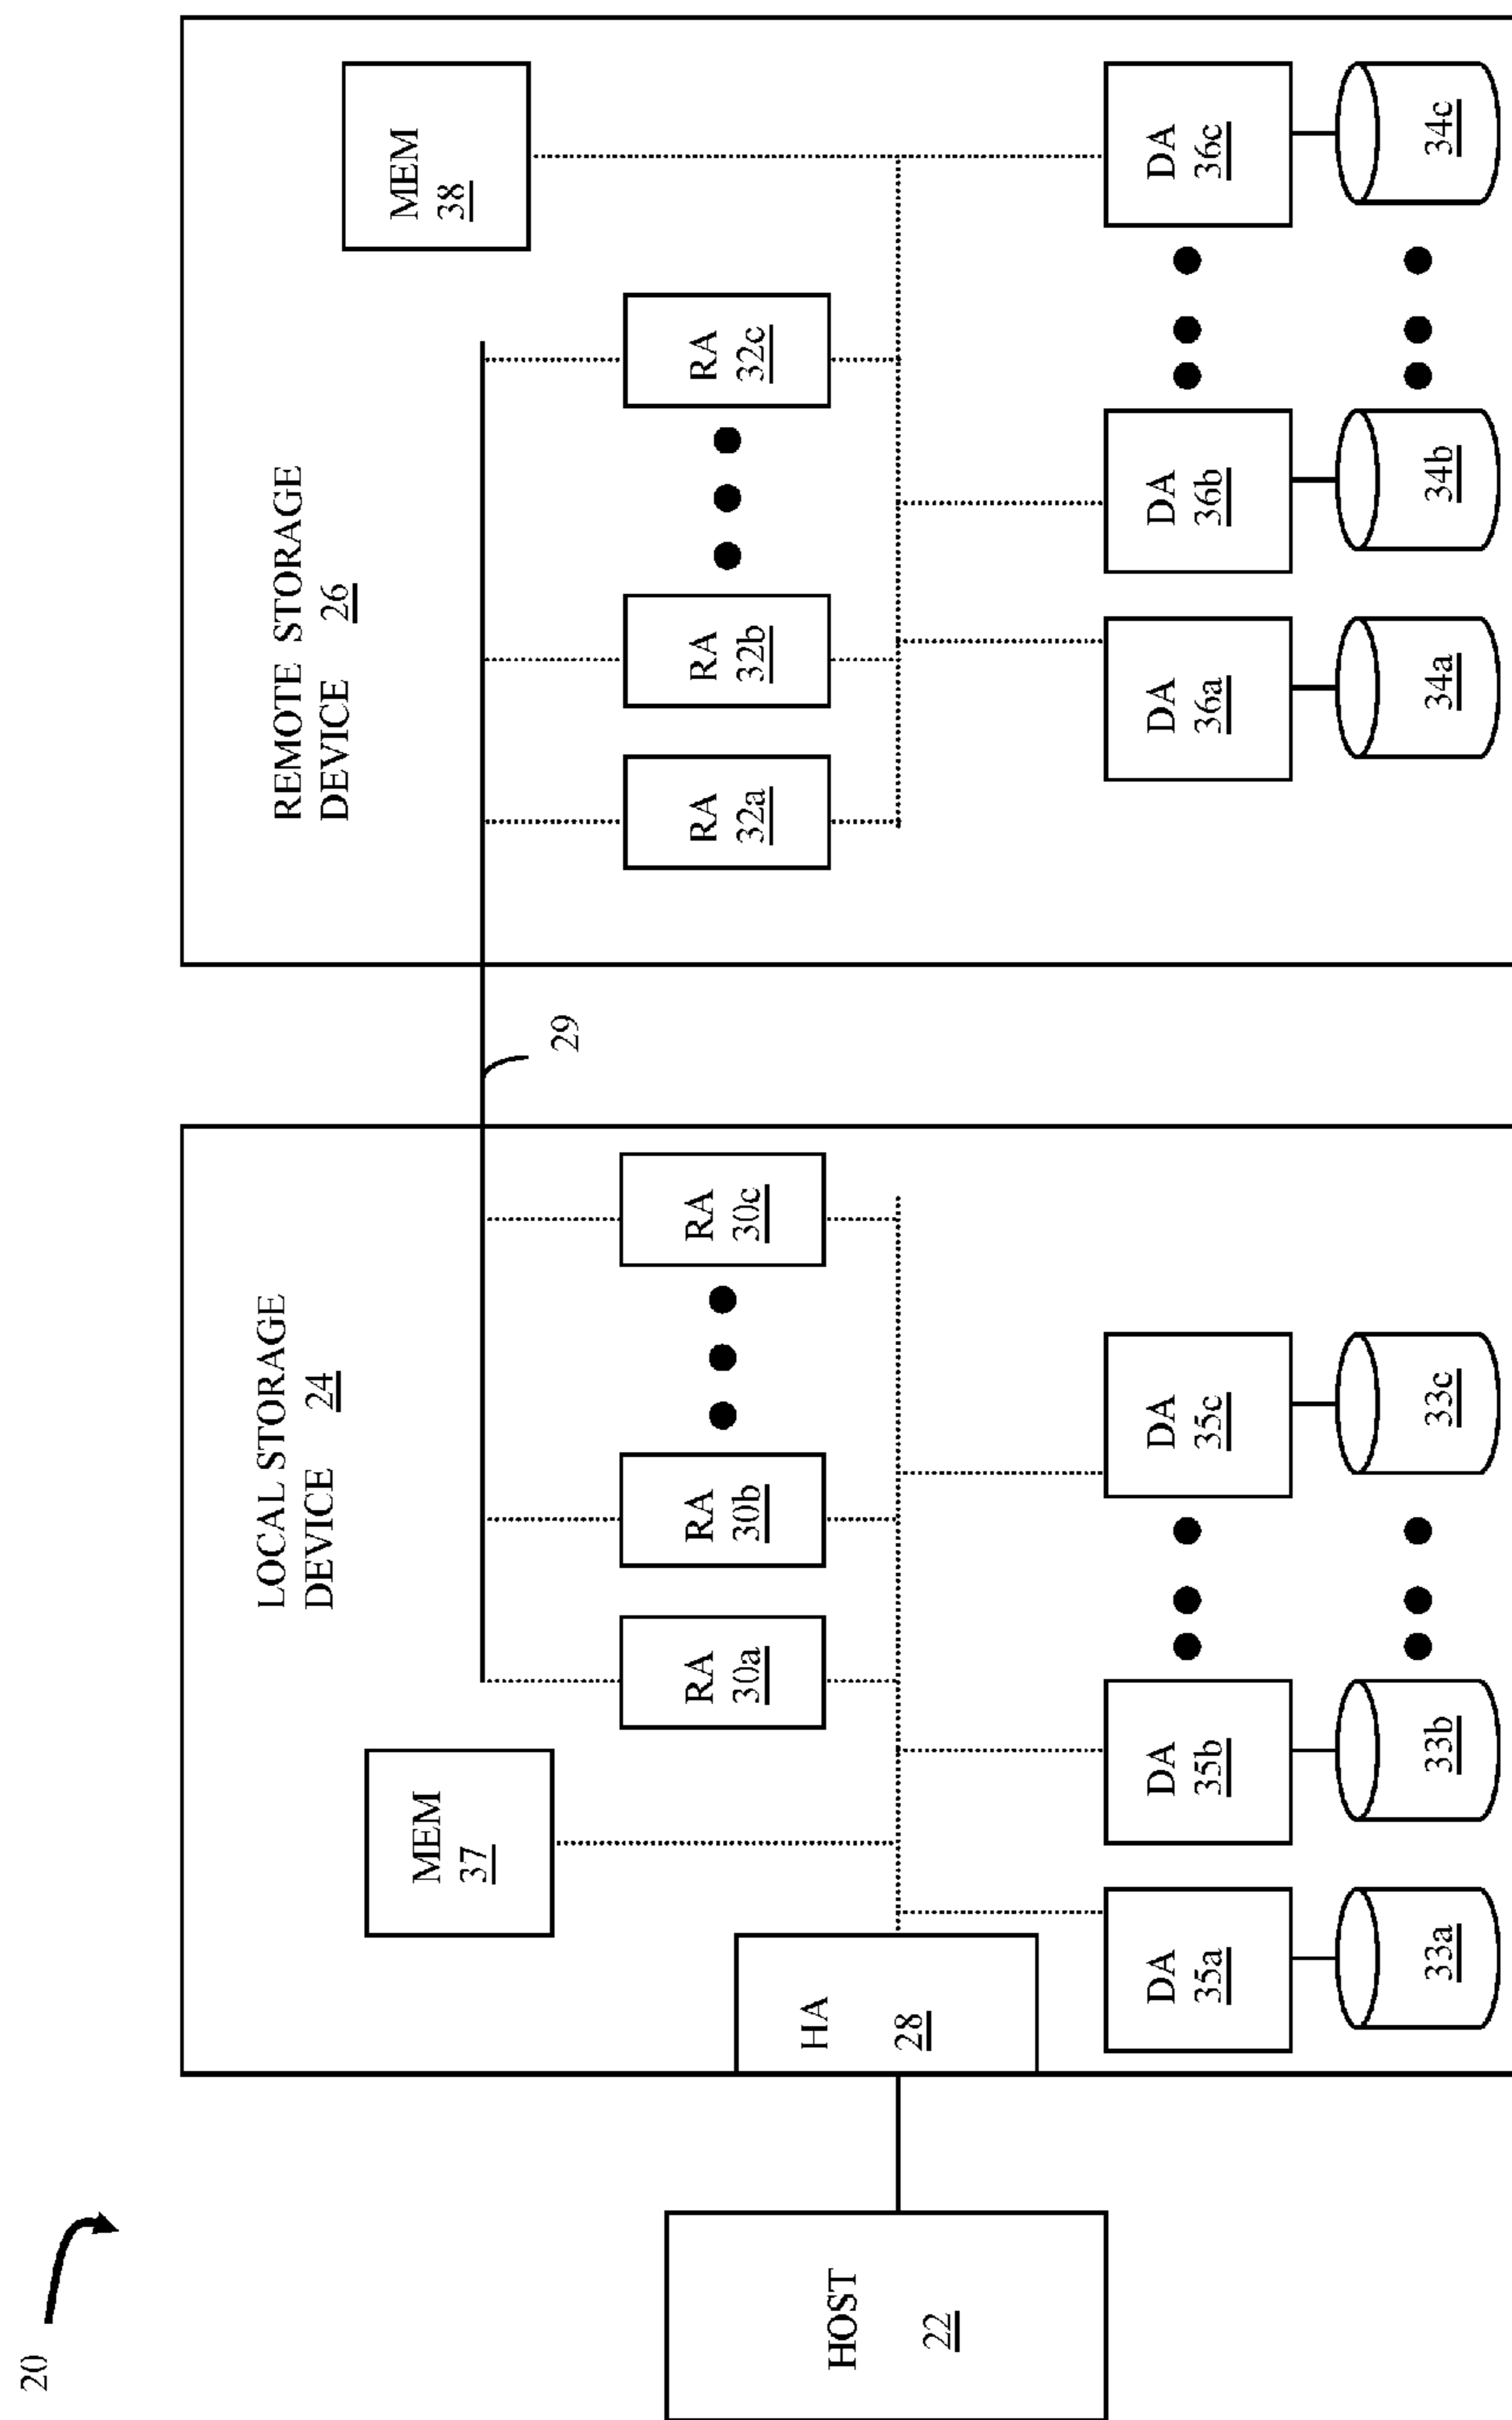 20
HOST
22
LOCAL STORAGE
DEVICE 24
MEM
37
HA
28
RA
30a
RA
30b
RA
30c
DA
35a
DA
35b
DA
35c
33a
33b
33c
29
REMOTE STORAGE
DEVICE 26
MEM
38
RA
32a
RA
32b
RA
32c
DA
36a
DA
36b
DA
36c
34a
34b
34c